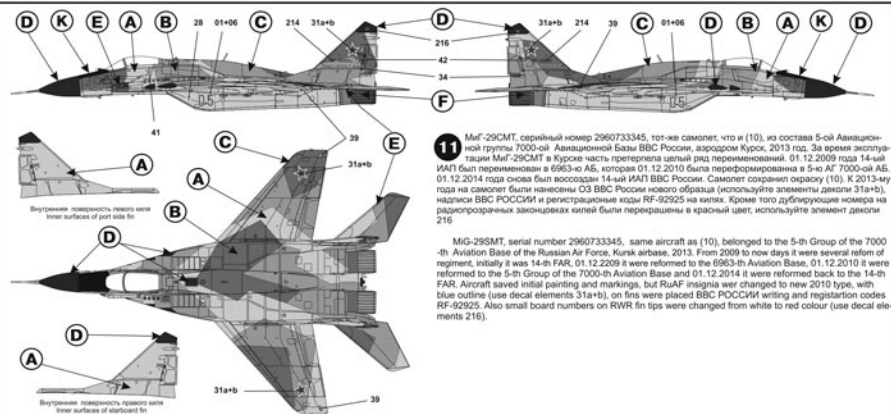 D K E A B 28 01+06 C 214 31a+b D 31a+b 214 39 C 01+06 D B A K D
216
42
34
F
41
39
E
C
31a+b
A
A
B
Внутренняя поверхность левого киля
Inner surfaces of port side fin
D
D
A
Внутренняя поверхность правого киля
Inner surfaces of starboard fin
31a+b
39
11 МиГ-29СМТ, серийный номер 2960733345, тот-же самолет, что и (10), из состава 5-ой Авиацион-
ной группы 7000-ой Авиационной Базы ВВС России, аэродром Курск, 2013 год. За время эксплуа-
тации МиГ-29СМТ в Курске часть претерпела целый ряд переименований. 01.12.2009 года 14-ый
ИАП был переименован в 6963-ю АБ, которая 01.12.2010 была переформирована в 5-ю АГ 7000-ой АБ.
01.12.2014 года снова был воссоздан 14-ый ИАП ВВС России. Самолет сохранил окраску (10). К 2013-му
года на самолет были нанесены ОЗ ВВС России нового образца (используйте элементы деколи 31а+b),
надписи ВВС РОССИИ и регистрационные коды RF-92925 на килях. Кроме того дублирующие номера на
радиопрозрачных законцовках килей были перекрашены в красный цвет, используйте элемент деколи
216
MiG-29SMT, serial number 2960733345, same aircraft as (10), belonged to the 5-th Group of the 7000
-th Aviation Base of the Russian Air Force, Kursk airbase, 2013. From 2009 to now days it were several refom of
regiment, initially it was 14-th FAR, 01.12.2209 it were reformed to the 6963-th Aviation Base, 01.12.2010 it were
reformed to the 5-th Group of the 7000-th Aviation Base and 01.12.2014 it were reformed back to the 14-th
FAR. Aircraft saved initial painting and markings, but RuAF insignia wer changed to new 2010 type, with
blue outline (use decal elements 31a+b), on fins were placed ВВС РОССИИ writing and registartion codes
RF-92925. Also small board numbers on RWR fin tips were changed from white to red colour (use decal ele-
ments 216).